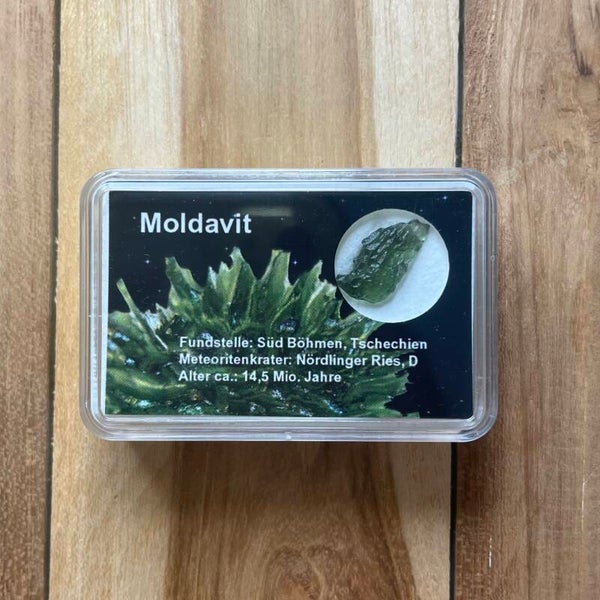 Moldavit
Fundstelle: Süd Böhmen, Tschechien
Meteoritenkrater: Nördlinger Ries, D
Alter ca.: 14,5 Mio. Jahre